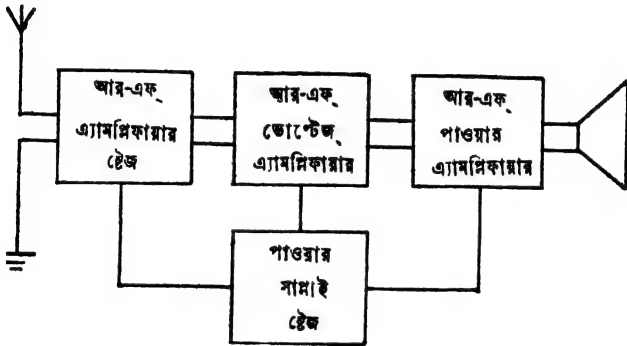 আর-এফ্
এ্যামপ্লিফায়ার
ষ্টেজ
আর-এফ্
ভোল্টেজ্
এ্যামপ্লিফায়ার
আর-এফ্
পাওয়ার
এ্যামপ্লিফায়ার
পাওয়ার
সাপ্লাই
ষ্টেজ